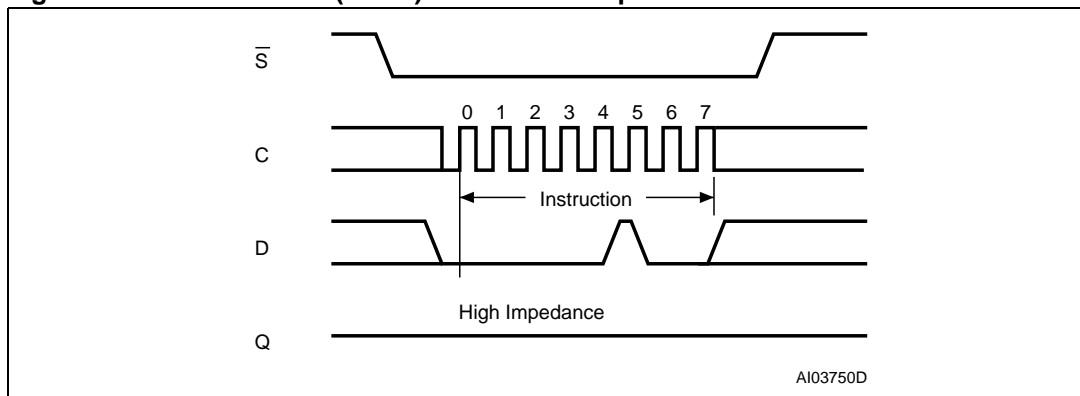 S̅
0 1 2 3 4 5 6 7
C
Instruction
D
High Impedance
Q
AI03750D